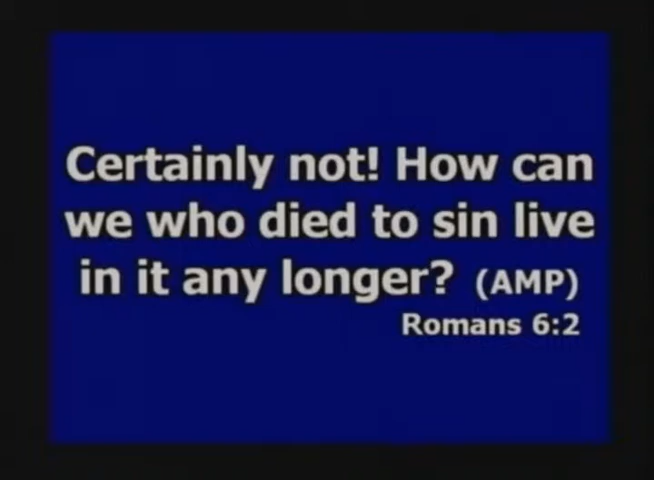 Certainly not! How can
we who died to sin live
in it any longer? (AMP)
Romans 6:2